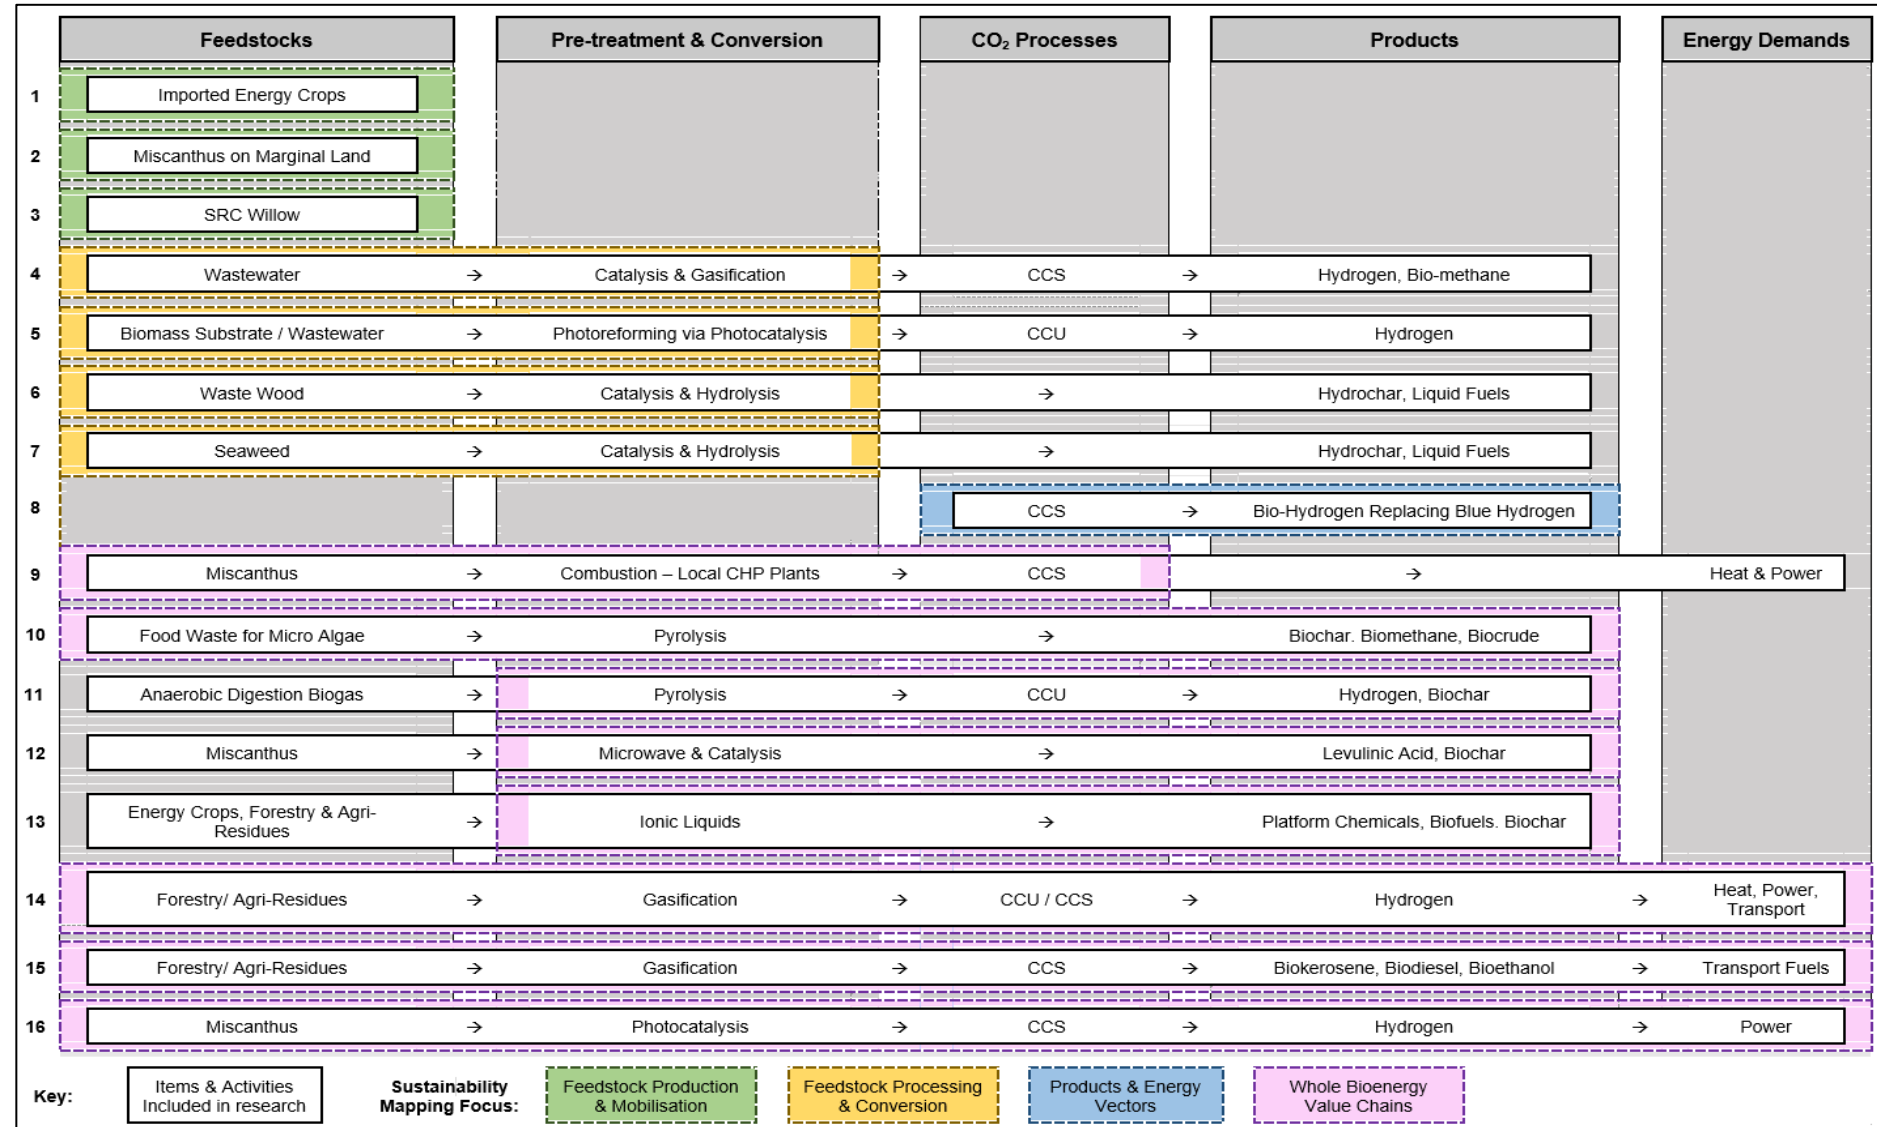 Feedstocks Pre-treatment & Conversion CO₂ Processes Products Energy Demands
1 Imported Energy Crops
2 Miscanthus on Marginal Land
3 SRC Willow
4 Wastewater → Catalysis & Gasification → CCS → Hydrogen, Bio-methane
5 Biomass Substrate / Wastewater → Photoreforming via Photocatalysis → CCU → Hydrogen
6 Waste Wood → Catalysis & Hydrolysis → Hydrochar, Liquid Fuels
7 Seaweed → Catalysis & Hydrolysis → Hydrochar, Liquid Fuels
8 CCS → Bio-Hydrogen Replacing Blue Hydrogen
9 Miscanthus → Combustion – Local CHP Plants → CCS → Heat & Power
10 Food Waste for Micro Algae → Pyrolysis → Biochar. Biomethane, Biocrude
11 Anaerobic Digestion Biogas → Pyrolysis → CCU → Hydrogen, Biochar
12 Miscanthus → Microwave & Catalysis → Levulinic Acid, Biochar
13 Energy Crops, Forestry & Agri-
Residues → Ionic Liquids → Platform Chemicals, Biofuels. Biochar
14 Forestry/ Agri-Residues → Gasification → CCU / CCS → Hydrogen → Heat, Power,
Transport
15 Forestry/ Agri-Residues → Gasification → CCS → Biokerosene, Biodiesel, Bioethanol → Transport Fuels
16 Miscanthus → Photocatalysis → CCS → Hydrogen → Power
Key:
Items & Activities
Included in research
Sustainability
Mapping Focus:
Feedstock Production
& Mobilisation
Feedstock Processing
& Conversion
Products & Energy
Vectors
Whole Bioenergy
Value Chains